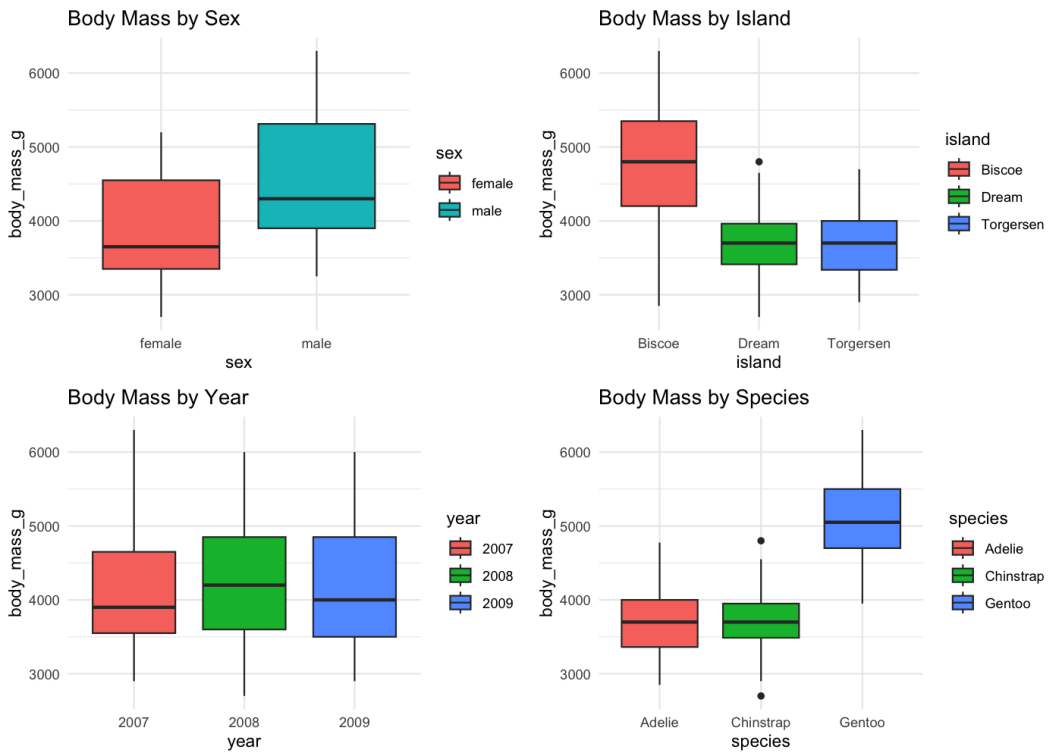 Body Mass by Sex
6000
5000
4000
3000
body_mass_g
female
male
sex
sex
female
male
Body Mass by Island
6000
5000
4000
3000
body_mass_g
Biscoe
Dream
Torgersen
island
island
Biscoe
Dream
Torgersen
Body Mass by Year
6000
5000
4000
3000
body_mass_g
2007
2008
2009
year
year
2007
2008
2009
Body Mass by Species
6000
5000
4000
3000
body_mass_g
Adelie
Chinstrap
Gentoo
species
species
Adelie
Chinstrap
Gentoo